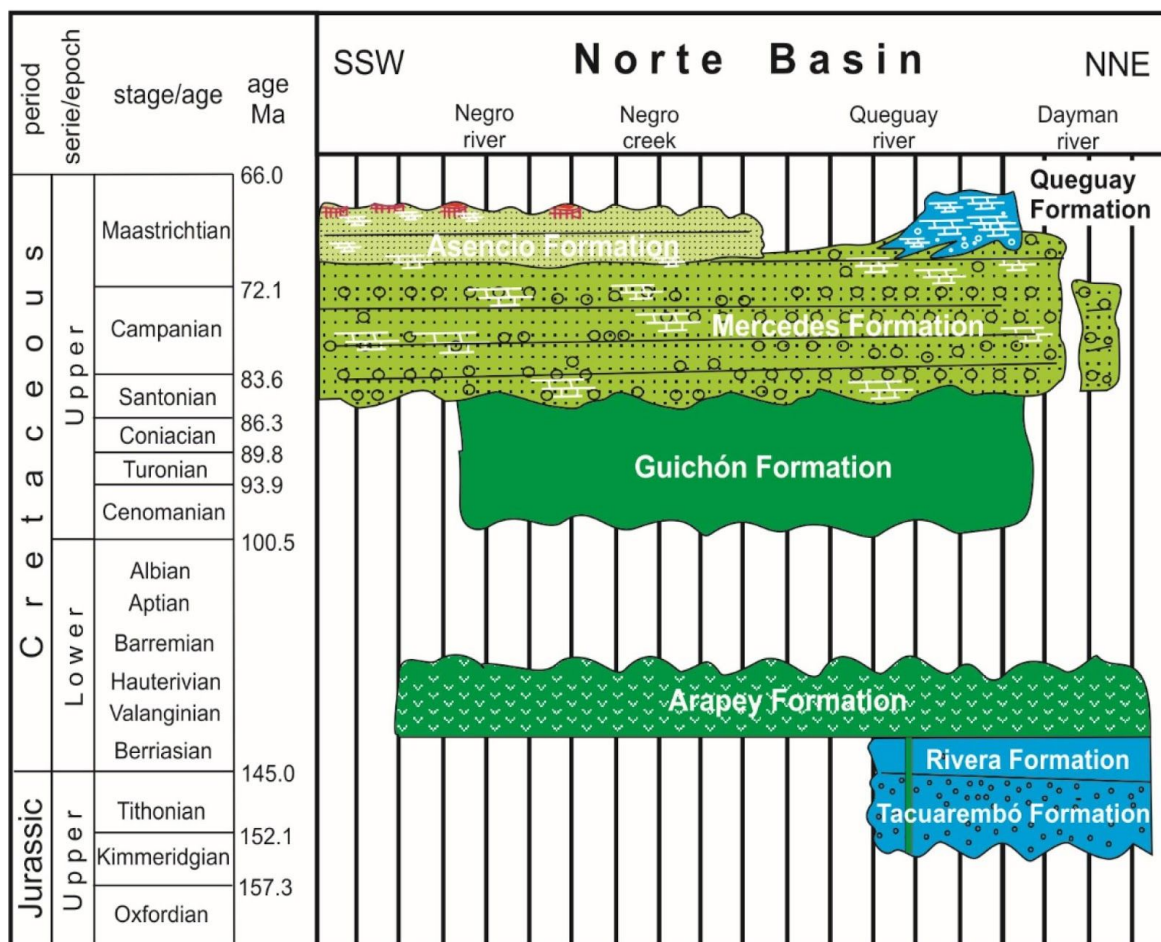 period
serie/epoch
stage/age
age
Ma
SSW
Norte Basin
NNE
Negro
river
Negro
creek
Queguay
river
Dayman
river
Cretaceous
Upper
Lower
Jurassic
Upper
Maastrichtian
Campanian
Santonian
Coniacian
Turonian
Cenomanian
Albian
Aptian
Barremian
Hauterivian
Valanginian
Berriasian
Tithonian
Kimmeridgian
Oxfordian
66.0
72.1
83.6
86.3
89.8
93.9
100.5
145.0
152.1
157.3
Queguay
Formation
Asencio Formation
Mercedes Formation
Guichón Formation
Arapey Formation
Rivera Formation
Tacuarembó Formation